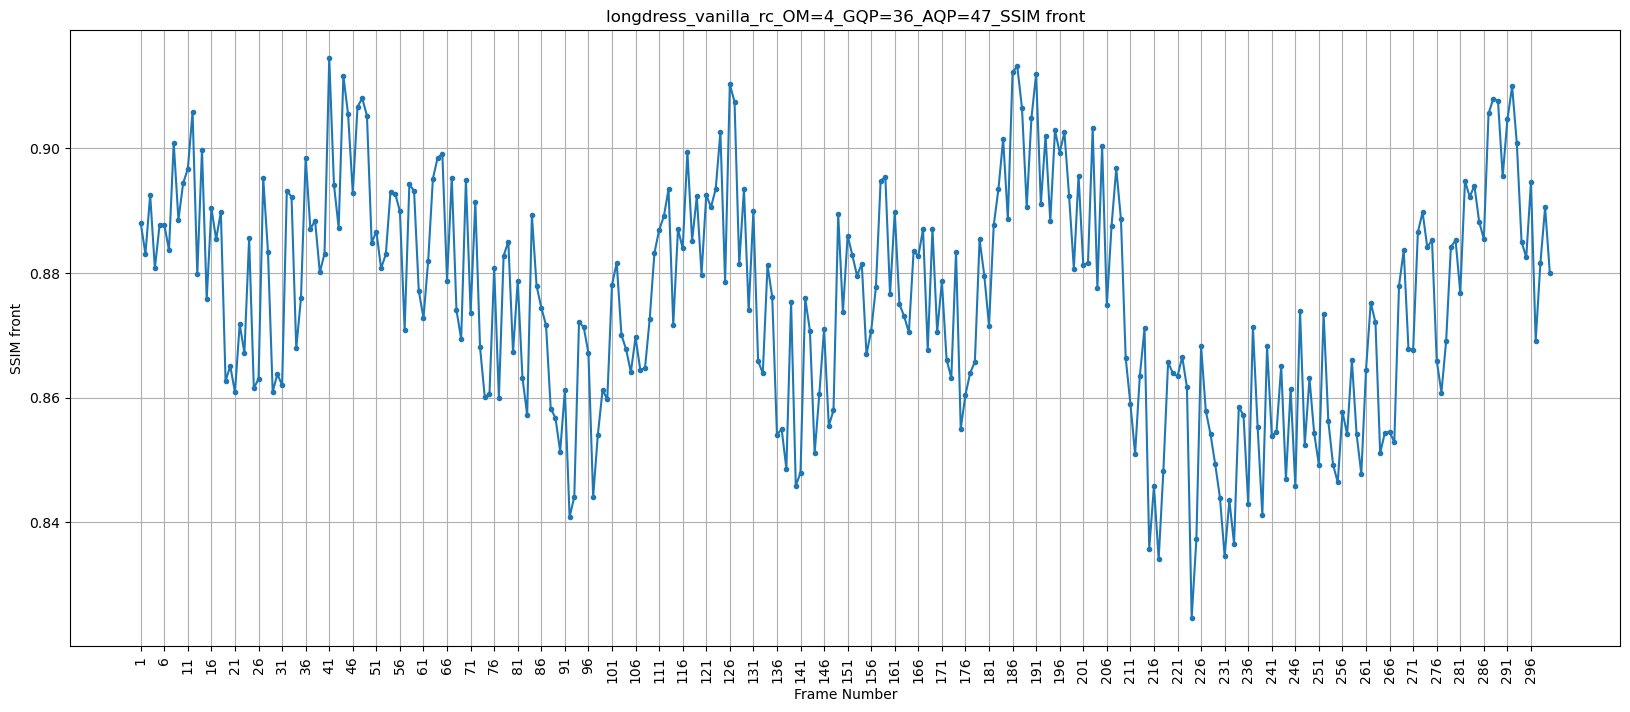 longdress_vanilla_rc_OM=4_GQP=36_AQP=47_SSIM front
0.90
0.88
0.86
0.84
SSIM front
1 6 11 16 21 26 31 36 41 46 51 56 61 66 71 76 81 86 91 96 101 106 111 116 121 126 131 136 141 146 151 156 161 166 171 176 181 186 191 196 201 206 211 216 221 226 231 236 241 246 251 256 261 266 271 276 281 286 291 296
Frame Number